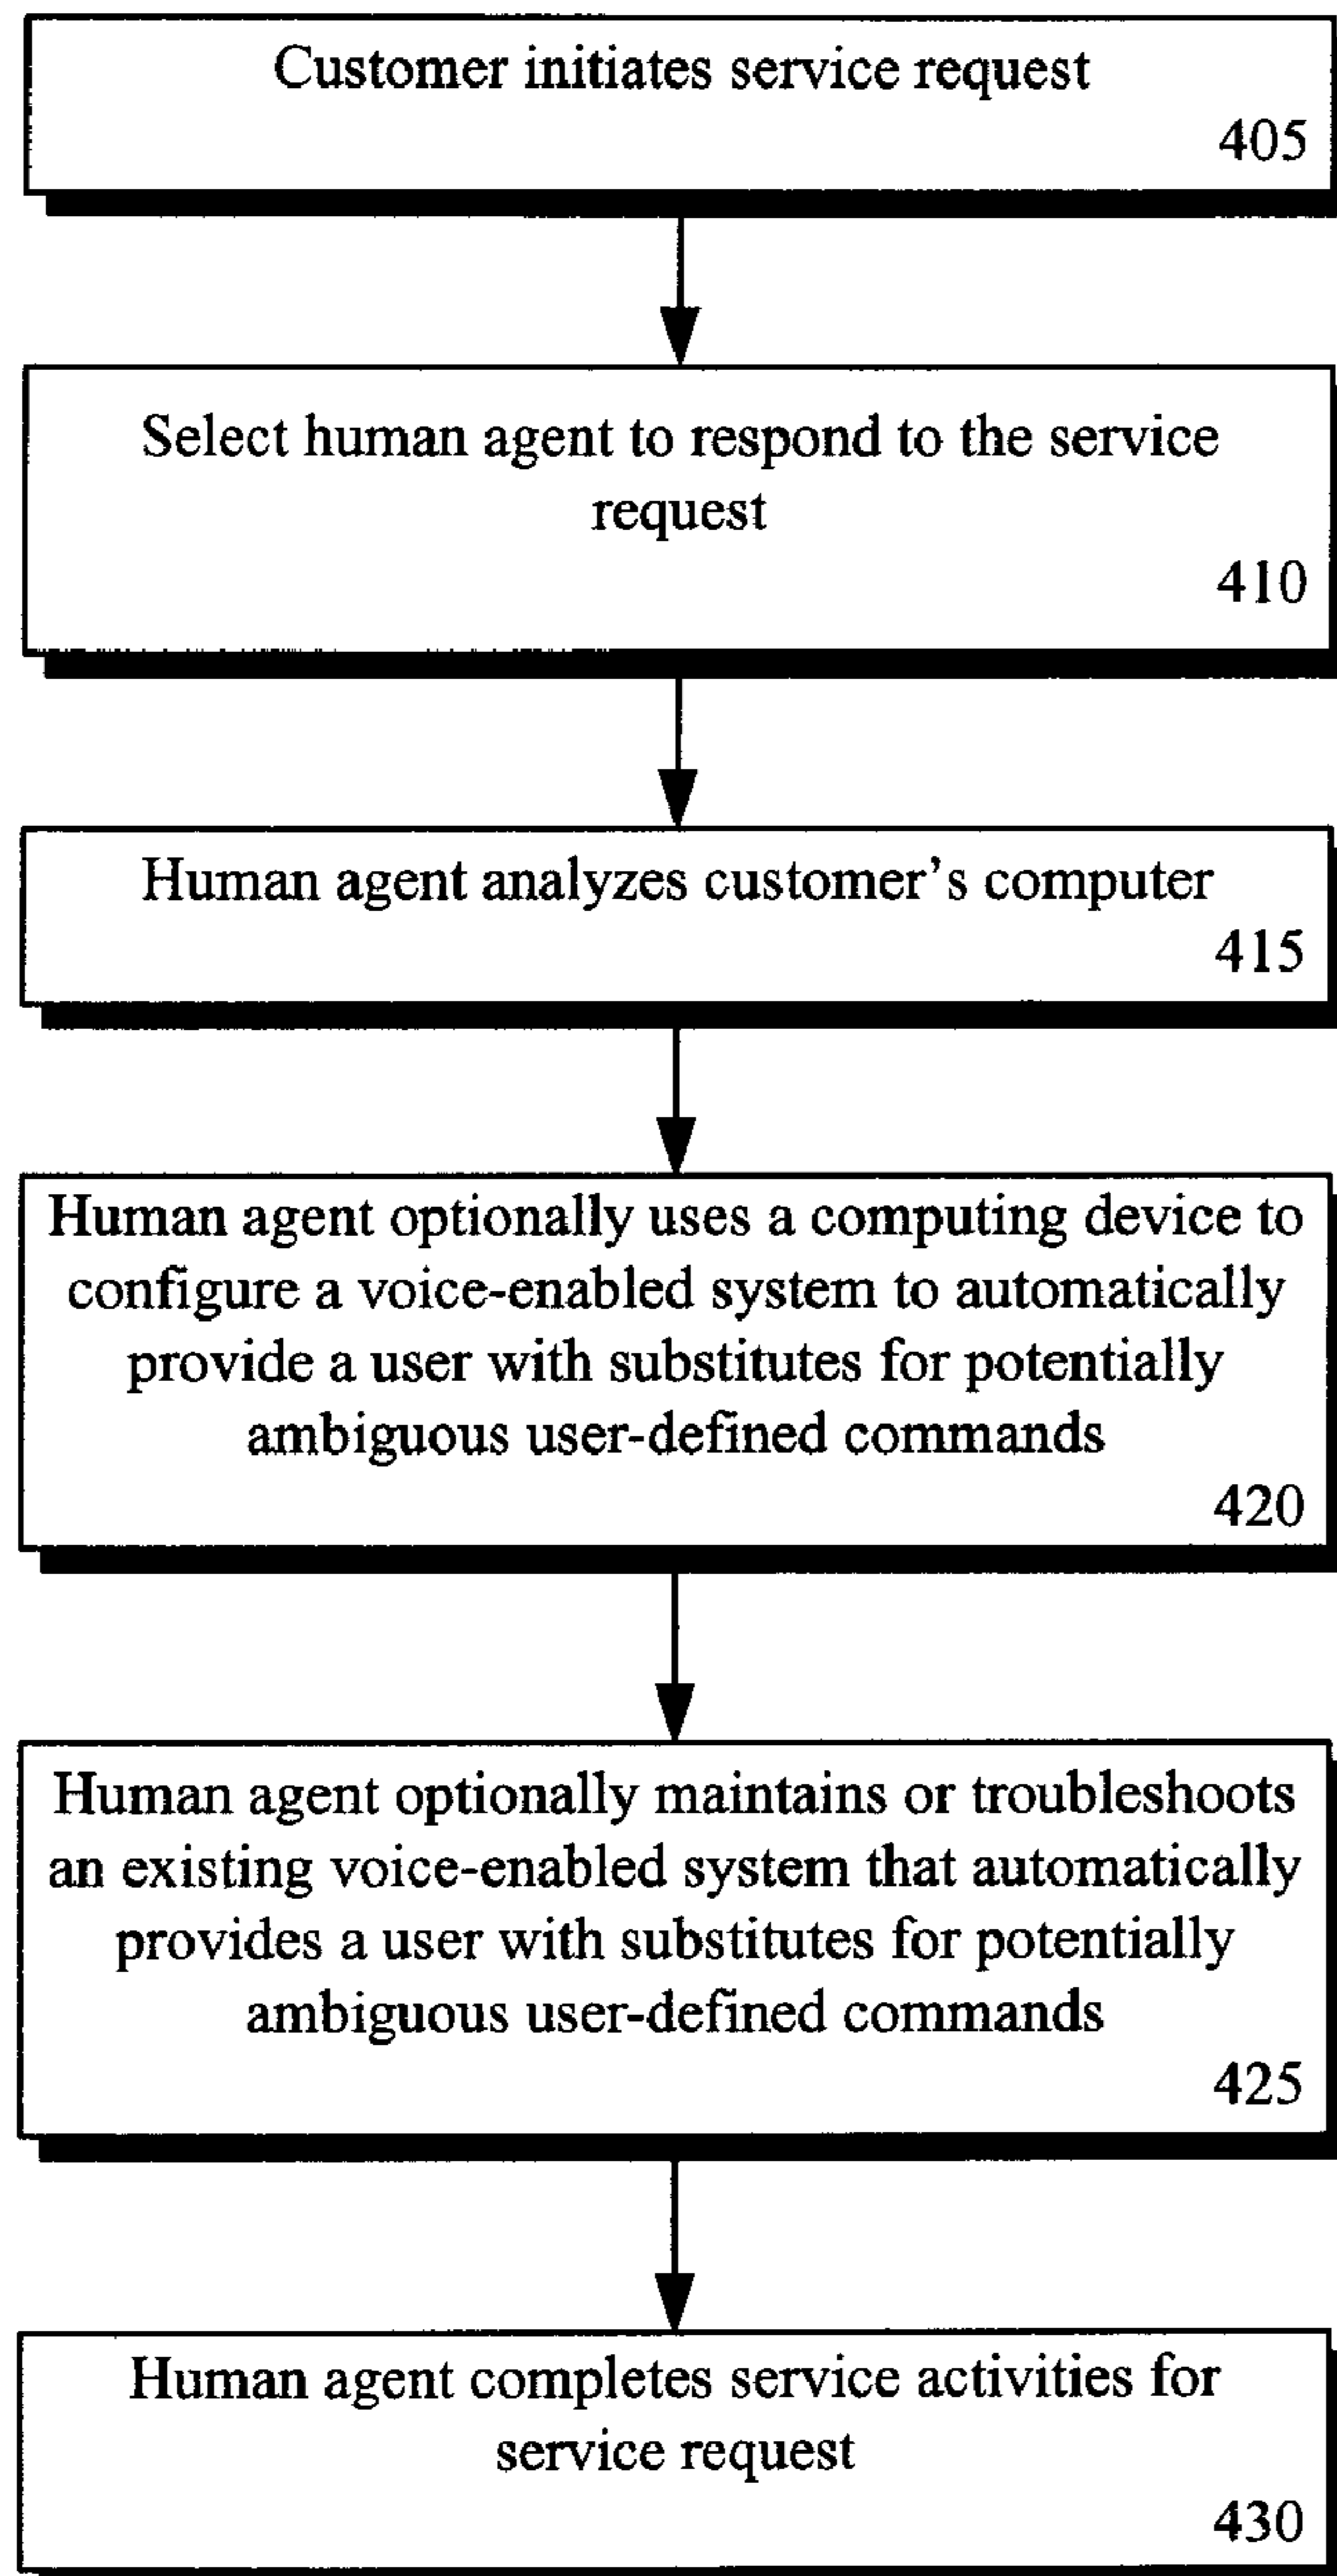 Customer initiates service request
405
Select human agent to respond to the service
request
410
Human agent analyzes customer’s computer
415
Human agent optionally uses a computing device to
configure a voice-enabled system to automatically
provide a user with substitutes for potentially
ambiguous user-defined commands
420
Human agent optionally maintains or troubleshoots
an existing voice-enabled system that automatically
provides a user with substitutes for potentially
ambiguous user-defined commands
425
Human agent completes service activities for
service request
430